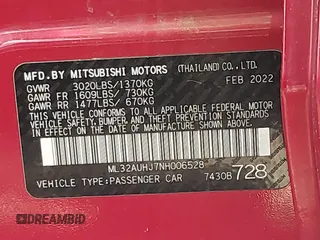 MFD.BY MITSUBISHI MOTORS (THAILAND) CO.,LTD.
GVWR 3020LBS/1370KG FEB 2022
GAWR FR 1609LBS/ 730KG
GAWR RR 1477LBS/ 670KG
THIS VEHICLE CONFORMS TO ALL APPLICABLE
FEDERAL MOTOR VEHICLE SAFETY, BUMPER, AND
THEFT PREVENTION STANDARDS IN EFFECT ON
THE DATE OF MANUFACTURE SHOWN ABOVE.
ML32AUHJ7NH006528
VEHICLE TYPE:PASSENGER CAR 7430B 728
DREAMBID